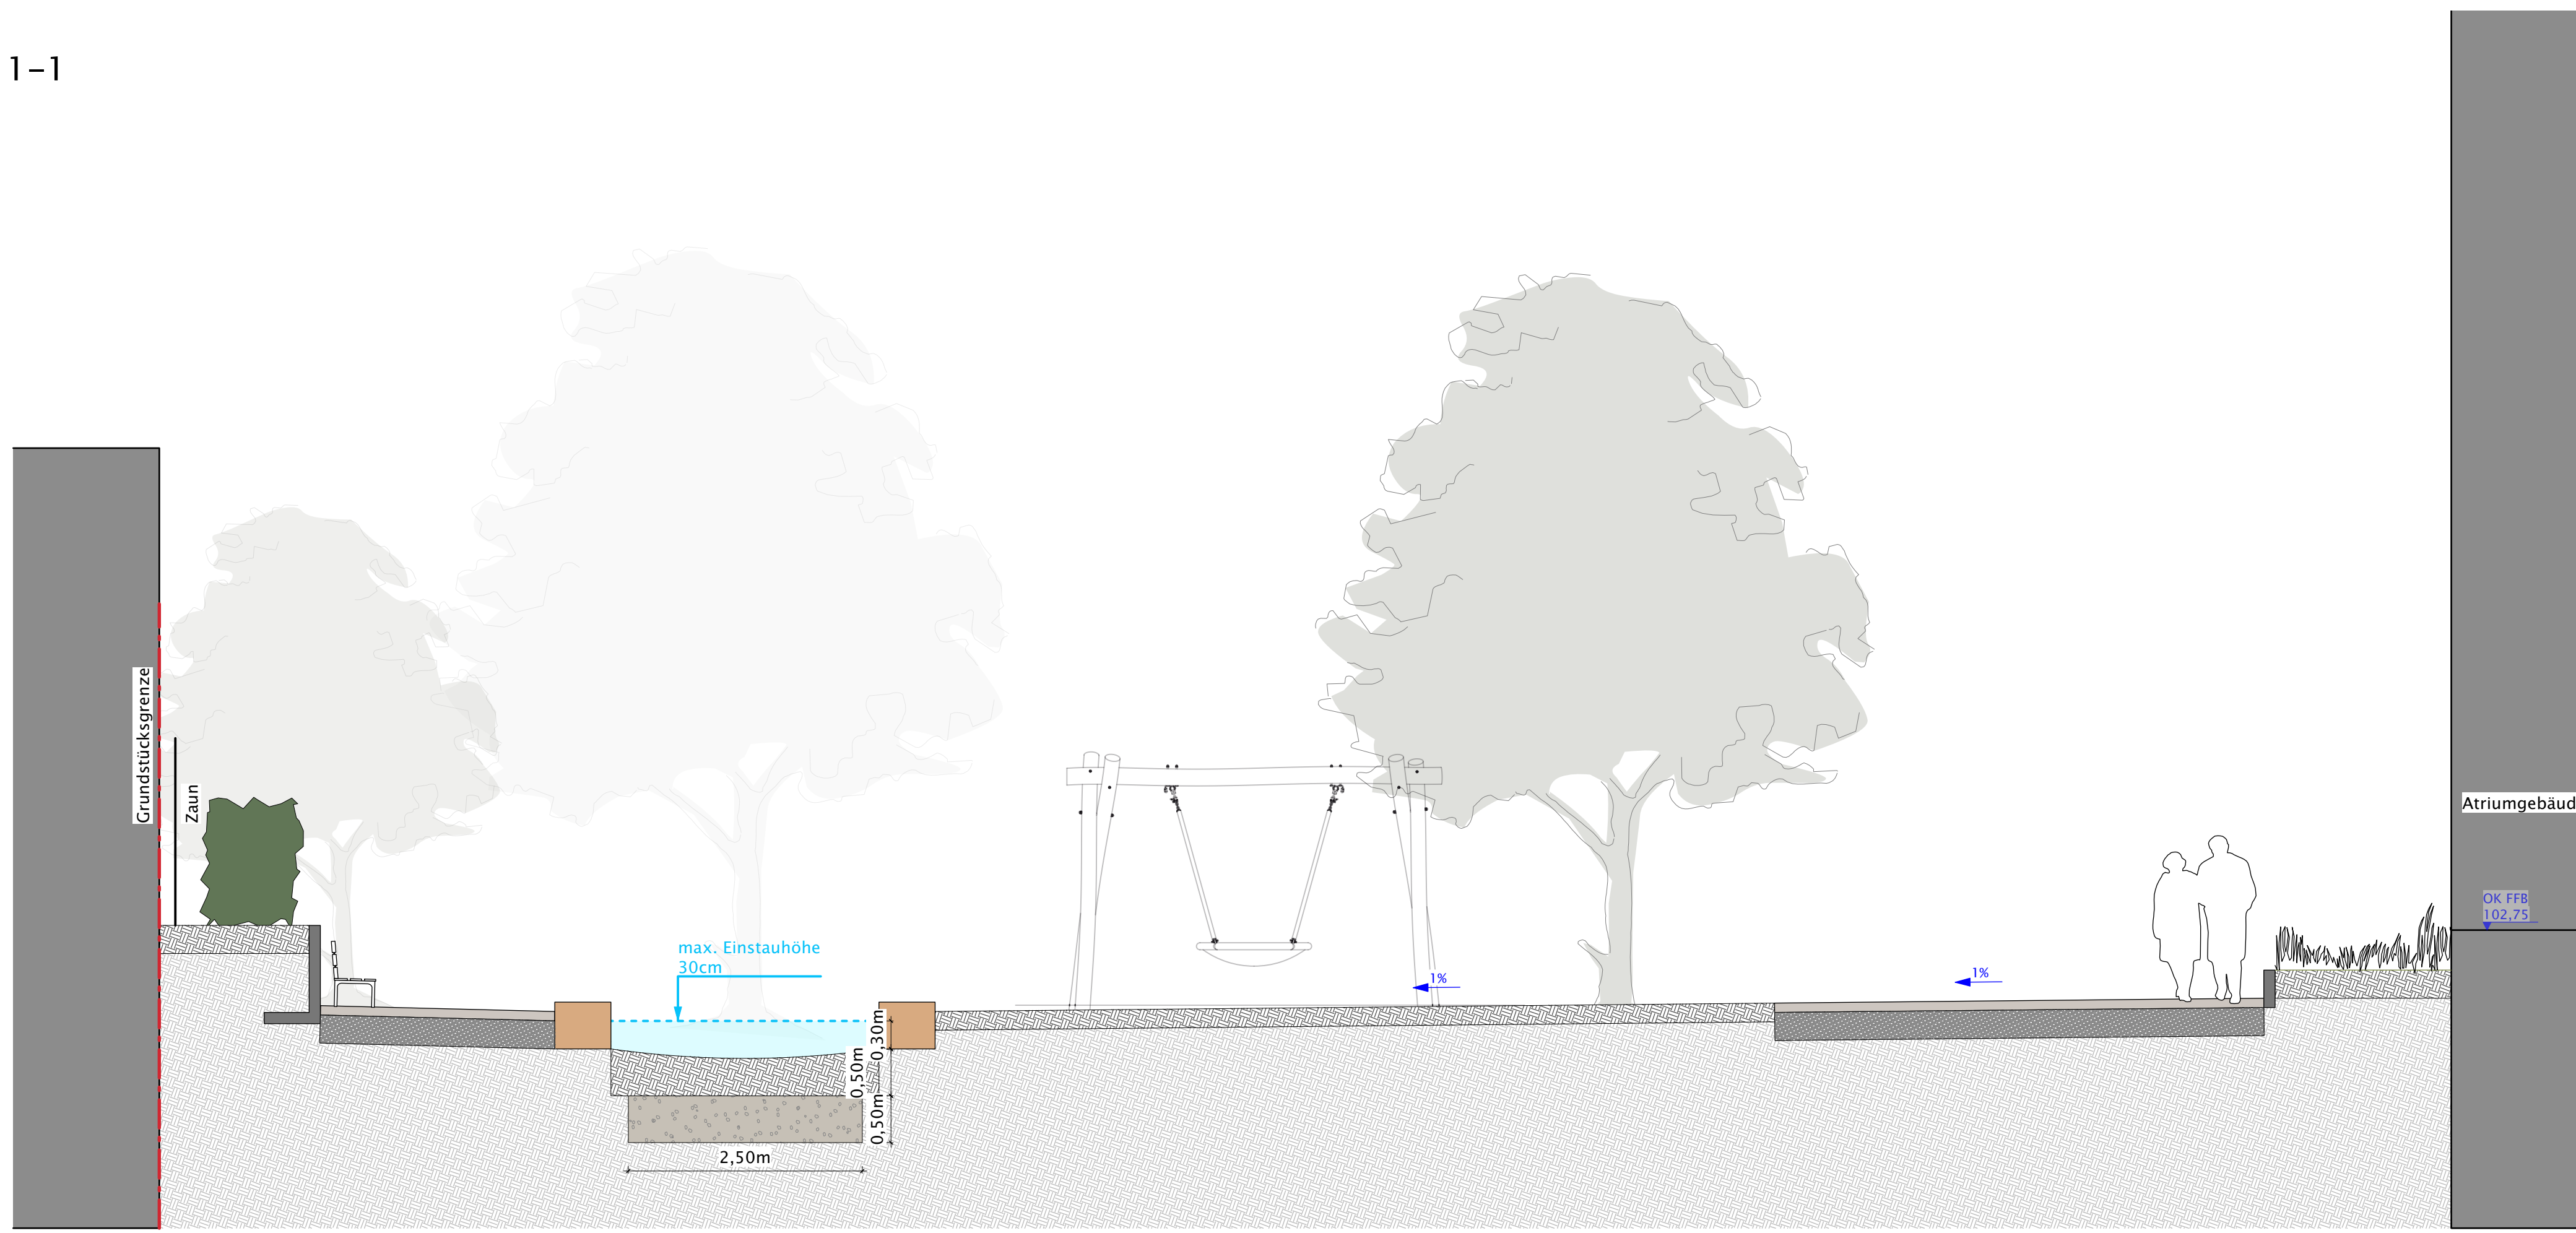 1-1
Grundstücksgrenze
Zaun
max. Einstauhöhe
30cm
0,30m
0,50m
0,50m
2,50m
1%
1%
Atriumgebäud
OK FFB
102,75